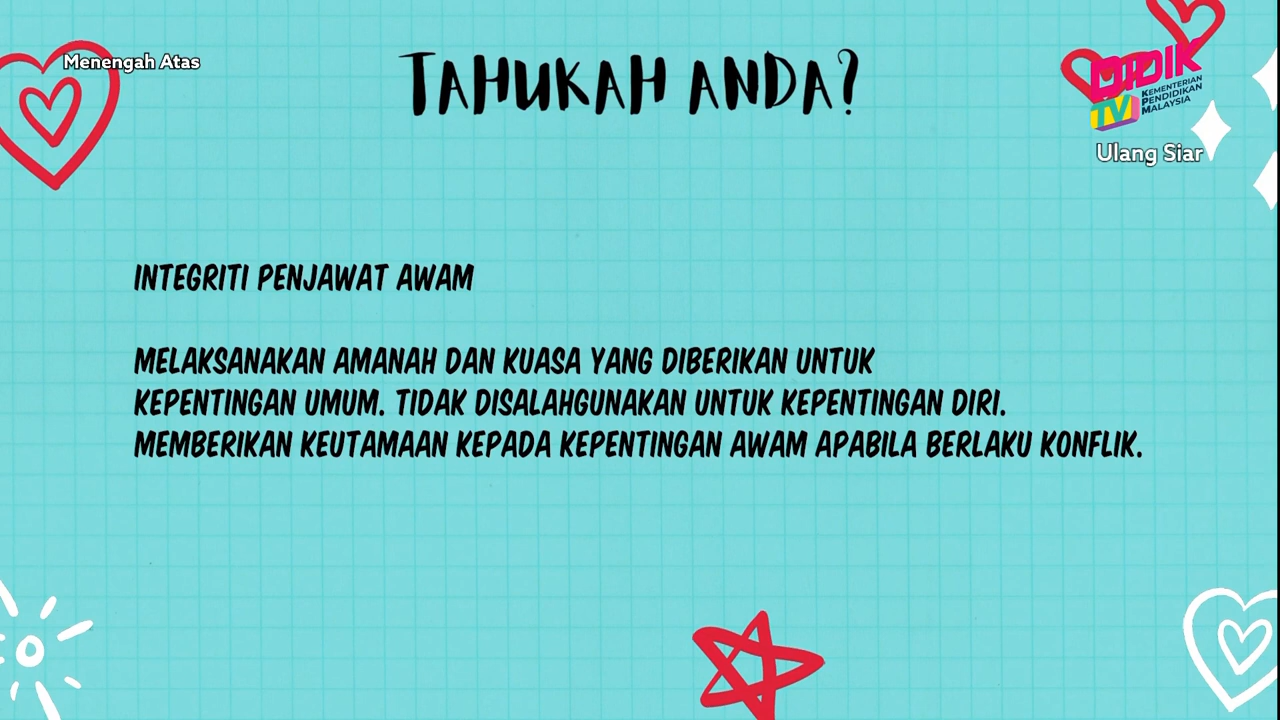 Menengah Atas
TAHUKAH ANDA?
DIDIK
TV
KEMENTERIAN
PENDIDIKAN
MALAYSIA
Ulang Siar
INTEGRITI PENJAWAT AWAM
MELAKSANAKAN AMANAH DAN KUASA YANG DIBERIKAN UNTUK
KEPENTINGAN UMUM. TIDAK DISALAHGUNAKAN UNTUK KEPENTINGAN DIRI.
MEMBERIKAN KEUTAMAAN KEPADA KEPENTINGAN AWAM APABILA BERLAKU KONFLIK.